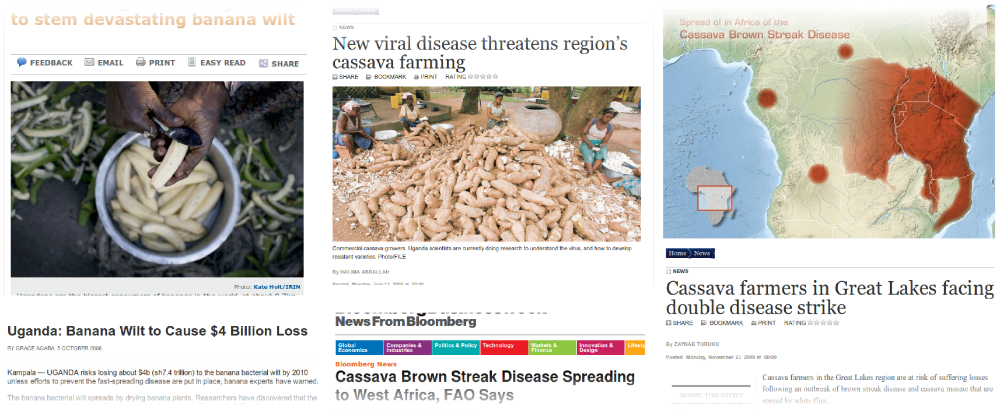 to stem devastating banana wilt
FEEDBACK EMAIL PRINT EASY READ SHARE
Photo: Kate Holt/IRIN
Uganda: Banana Wilt to Cause $4 Billion Loss
BY GRACE AGABA, 5 OCTOBER 2006
Kampala — UGANDA risks losing about $4b (sh7.4 trillion) to the banana bacterial wilt by 2010
unless efforts to prevent the fast-spreading disease are put in place, banana experts have warned.
The banana bacterial wilt spreads by drying banana plants. Researchers have discovered that the
Home News
NEWS
New viral disease threatens region's
cassava farming
SHARE BOOKMARK PRINT RATING
Commercial cassava growers. Uganda scientists are currently doing research to understand the virus, and how to develop
resistant varieties. Photo/FILE
By HALIMA ABDALLAH
Posted Monday, July 13 2009 at 00:00
News From Bloomberg
Global
Economics
Companies &
Industries
Politics & Policy
Technology
Markets &
Finance
Innovation &
Design
Lifesty
Bloomberg News
Cassava Brown Streak Disease Spreading
to West Africa, FAO Says
Spread of in Africa of the
Cassava Brown Streak Disease
Home News
NEWS
Cassava farmers in Great Lakes facing
double disease strike
SHARE BOOKMARK PRINT RATING
By ZAYNAB TURUKU
Posted Monday, November 23 2009 at 00:00
SHARE THIS STORY
Cassava farmers in the Great Lakes region are at risk of suffering losses
following an outbreak of brown streak disease and cassava mosaic that are
spread by white flies.